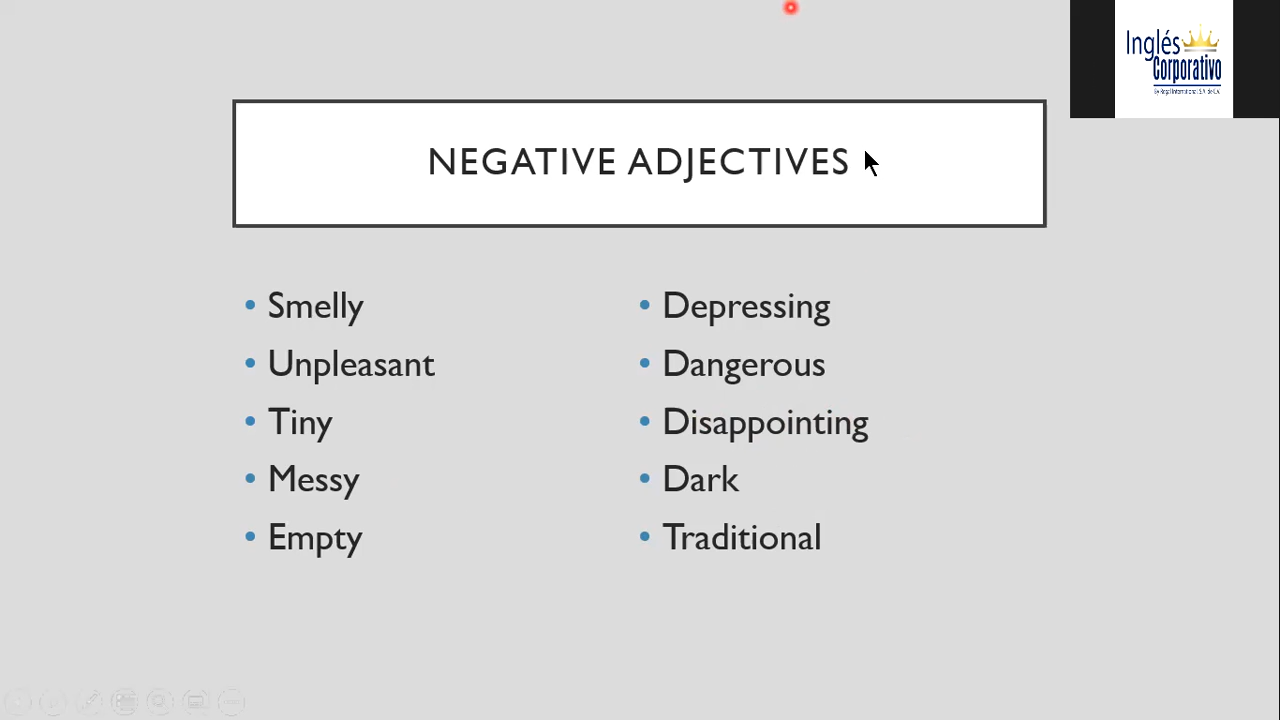 Inglés
Corporativo
NEGATIVE ADJECTIVES
• Smelly
• Unpleasant
• Tiny
• Messy
• Empty
• Depressing
• Dangerous
• Disappointing
• Dark
• Traditional